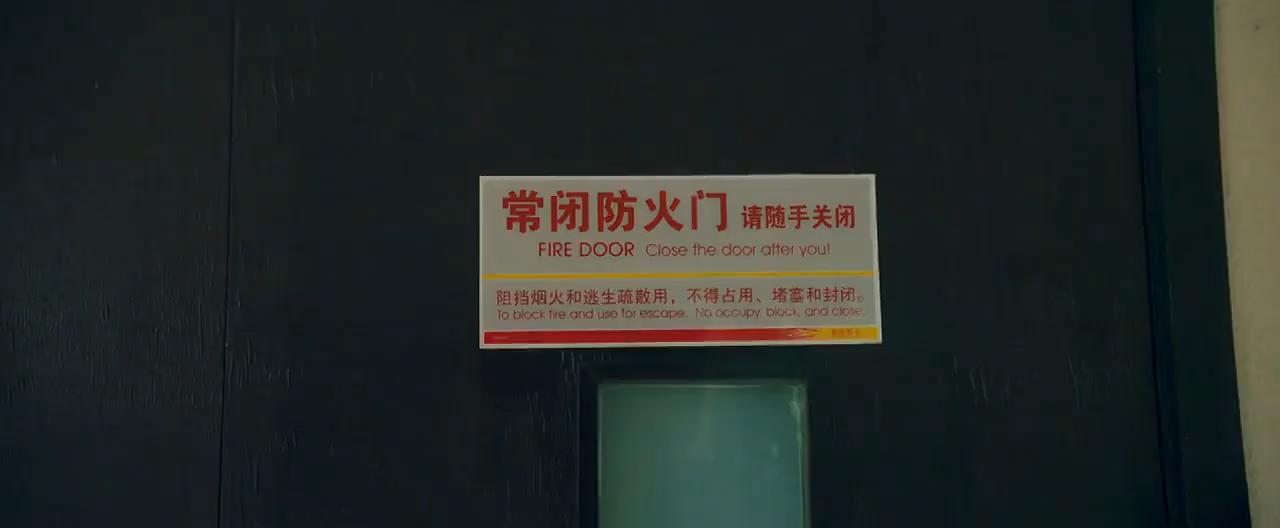 常闭防火门 请随手关闭
FIRE DOOR Close the door after you!
阻挡烟火和逃生疏散用，不得占用、堵塞和封闭。
To block fire and use for escape. No occupy, block, and close.